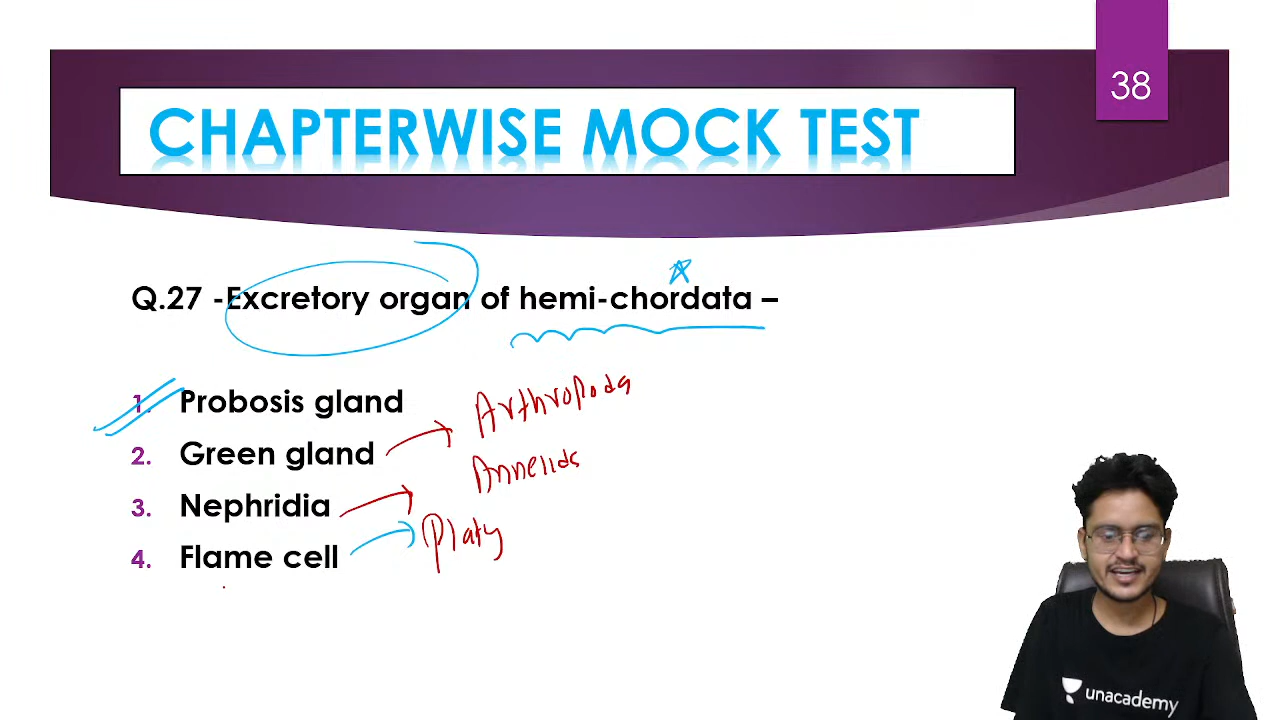 38
CHAPTERWISE MOCK TEST
Q.27 -Excretory organ of hemi-chordata –
1. Probosis gland
Arthropoda
2. Green gland
Annelids
3. Nephridia
Platy
4. Flame cell
unacademy